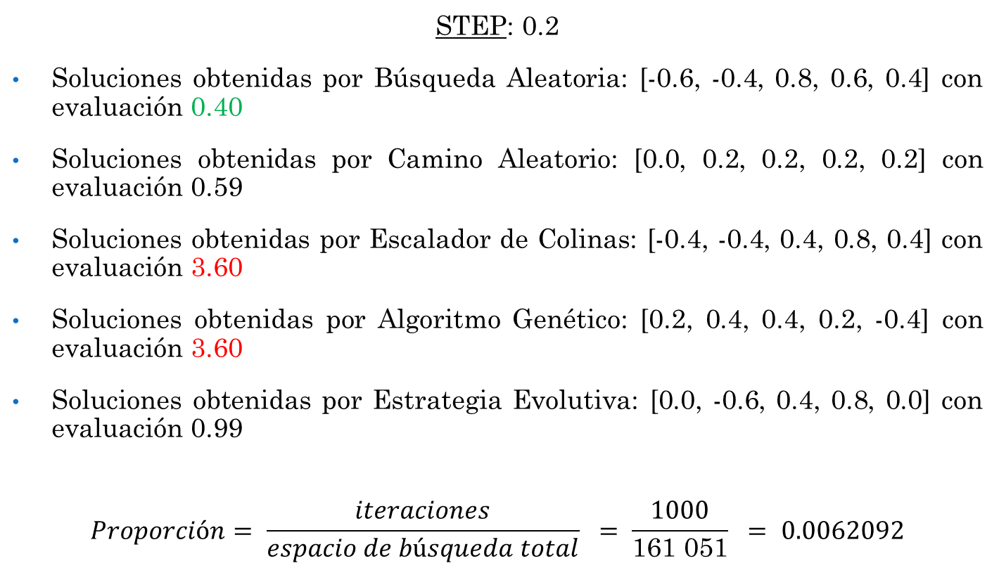 STEP: 0.2
• Soluciones obtenidas por Búsqueda Aleatoria: [-0.6, -0.4, 0.8, 0.6, 0.4] con
evaluación 0.40
• Soluciones obtenidas por Camino Aleatorio: [0.0, 0.2, 0.2, 0.2, 0.2] con
evaluación 0.59
• Soluciones obtenidas por Escalador de Colinas: [-0.4, -0.4, 0.4, 0.8, 0.4] con
evaluación 3.60
• Soluciones obtenidas por Algoritmo Genético: [0.2, 0.4, 0.4, 0.2, -0.4] con
evaluación 3.60
• Soluciones obtenidas por Estrategia Evolutiva: [0.0, -0.6, 0.4, 0.8, 0.0] con
evaluación 0.99
Proporción = iteraciones / espacio de búsqueda total = 1000 / 161 051 = 0.0062092